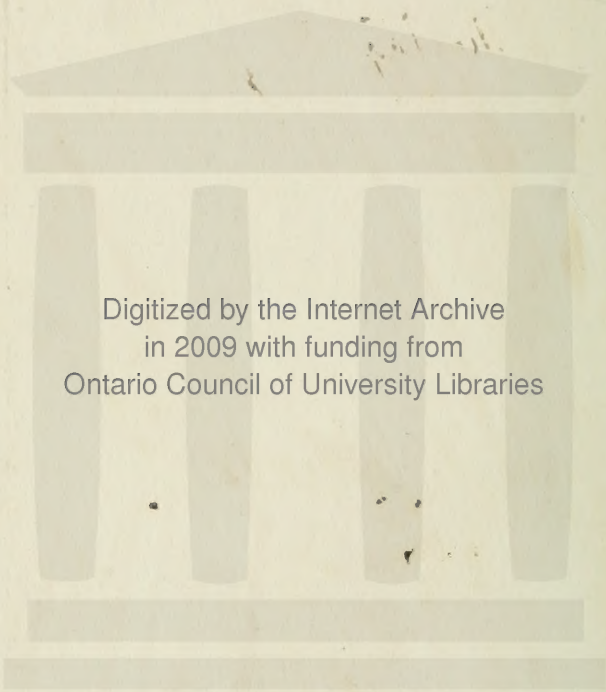 Digitized by the Internet Archive
in 2009 with funding from
Ontario Council of University Libraries